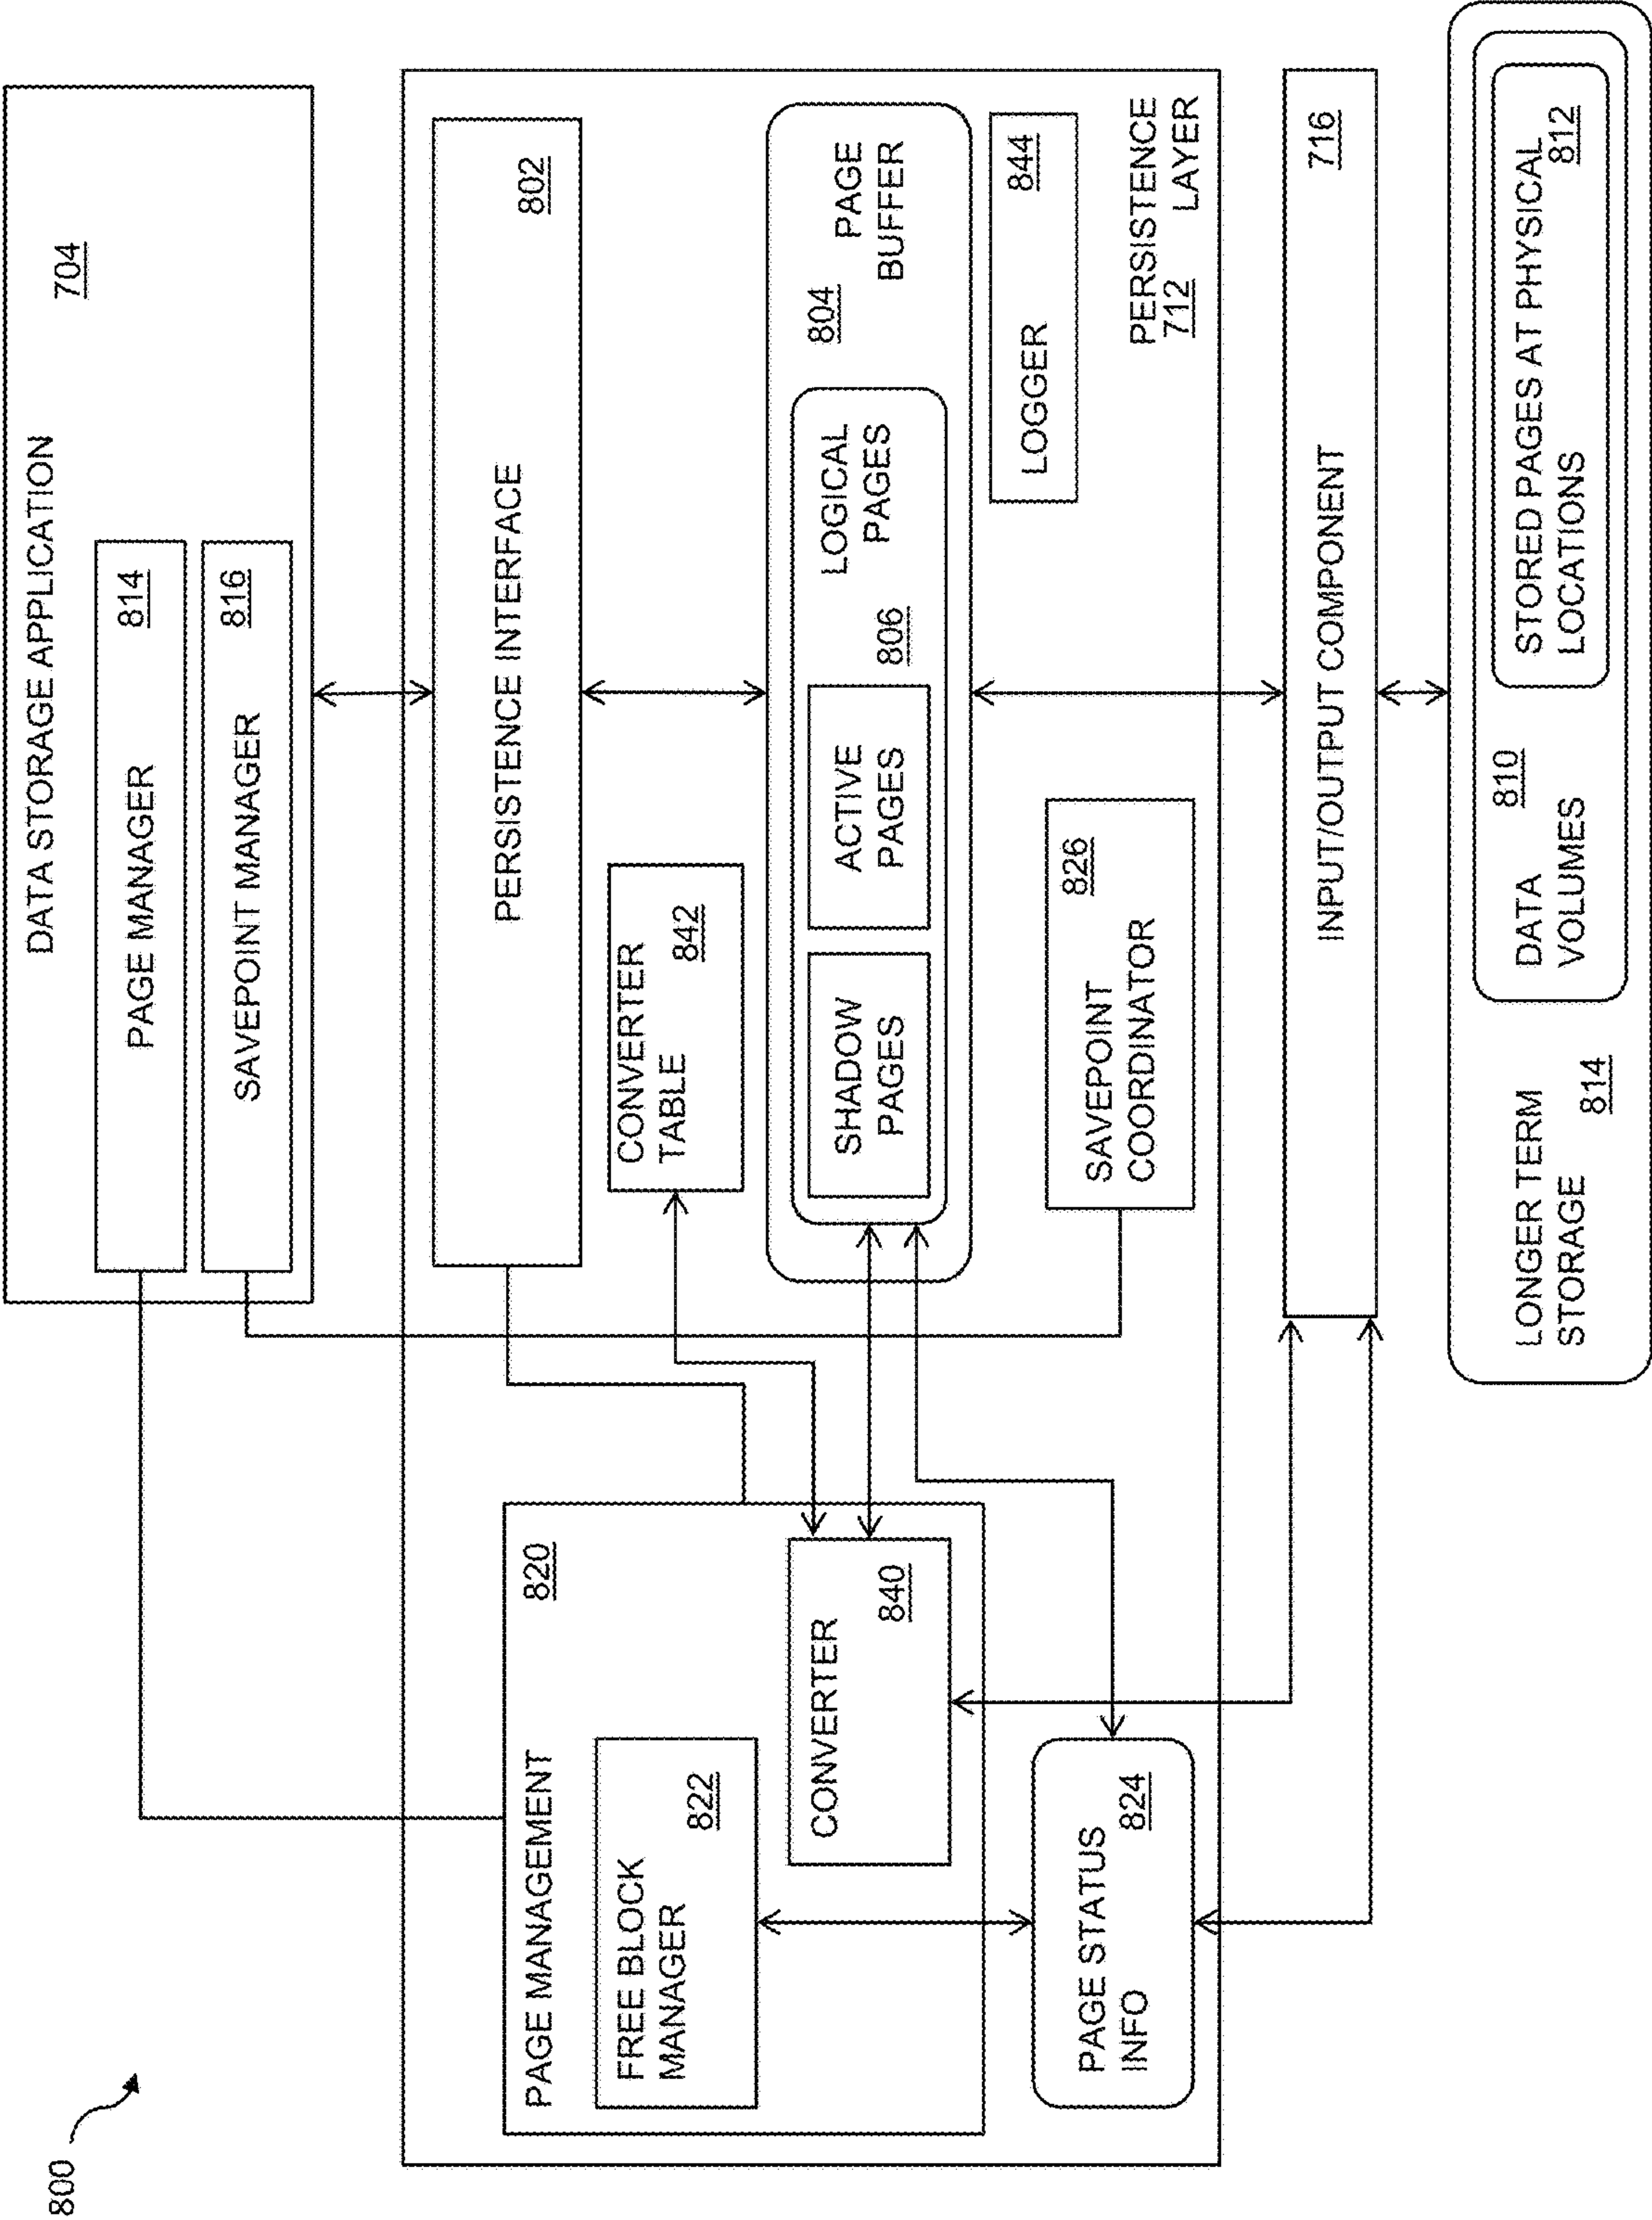 800
DATA STORAGE APPLICATION
704
PAGE MANAGER
814
SAVEPOINT MANAGER
816
PERSISTENCE INTERFACE
802
PAGE MANAGEMENT
820
FREE BLOCK
MANAGER
822
CONVERTER
840
CONVERTER
TABLE
842
PAGE
BUFFER
804
LOGICAL
PAGES
806
SHADOW
PAGES
ACTIVE
PAGES
PAGE STATUS
INFO
824
SAVEPOINT
COORDINATOR
826
LOGGER
844
PERSISTENCE
LAYER
712
INPUT/OUTPUT COMPONENT
716
LONGER TERM
STORAGE
814
DATA
VOLUMES
810
STORED PAGES AT PHYSICAL
LOCATIONS
812